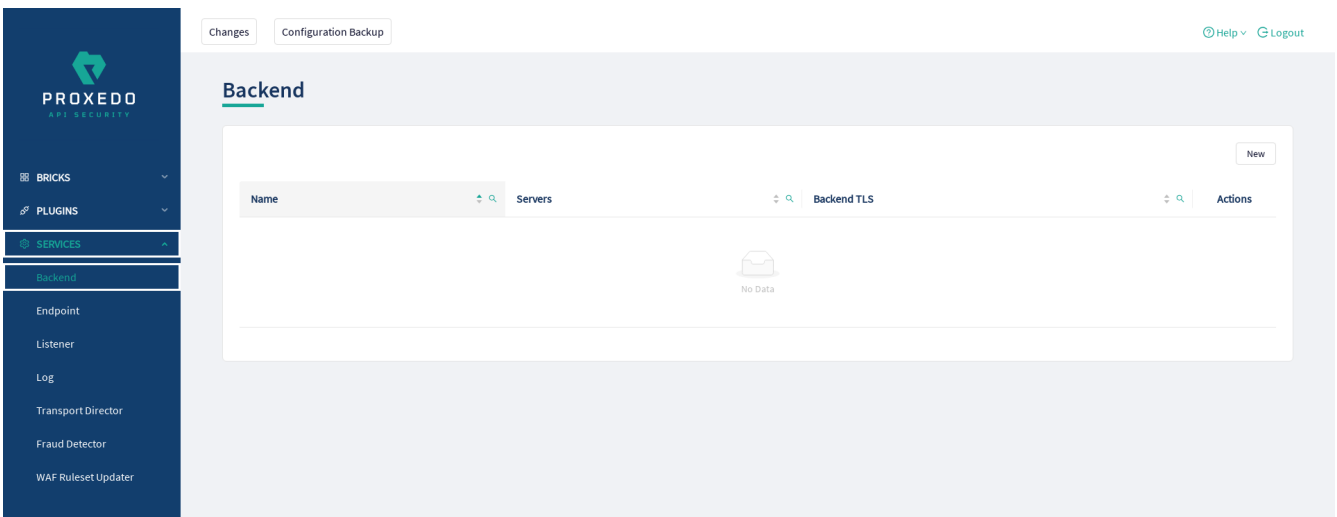 Changes Configuration Backup Help Logout
PROXEDO
API SECURITY
Backend
New
BRICKS
PLUGINS
SERVICES
Backend
Endpoint
Listener
Log
Transport Director
Fraud Detector
WAF Ruleset Updater
Name Servers Backend TLS Actions
No Data